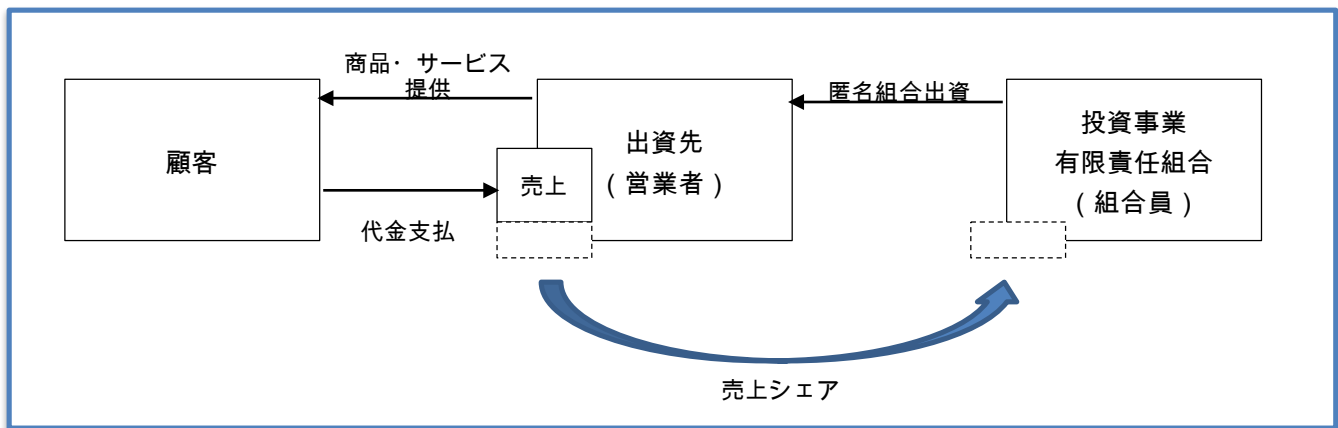 商品・サービス
提供
匿名組合出資
顧客
出資先
(営業者)
投資事業
有限責任組合
(組合員)
売上
代金支払
売上シェア